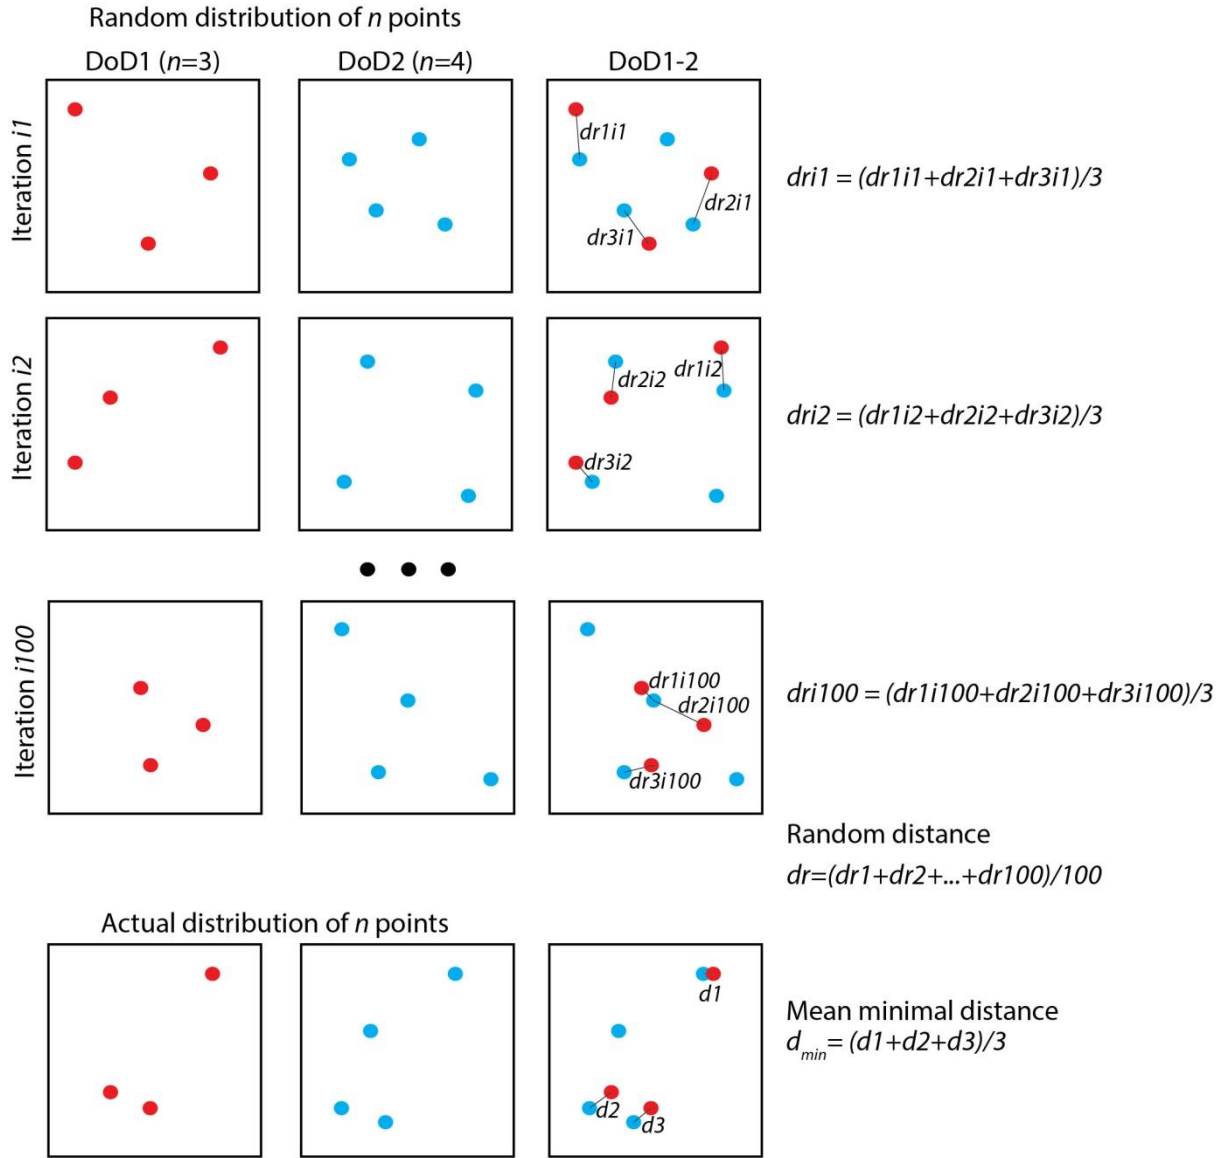 Random distribution of n points
DoD1 (n=3)
DoD2 (n=4)
DoD1-2
Iteration i1
dr1i1
dr2i1
dr3i1
dri1 = (dr1i1+dr2i1+dr3i1)/3
Iteration i2
dr2i2
dr1i2
dr3i2
dri2 = (dr1i2+dr2i2+dr3i2)/3
Iteration i100
dr1i100
dr2i100
dr3i100
dri100 = (dr1i100+dr2i100+dr3i100)/3
Random distance
dr=(dr1+dr2+...+dr100)/100
Actual distribution of n points
d1
d2
d3
Mean minimal distance
dmin= (d1+d2+d3)/3